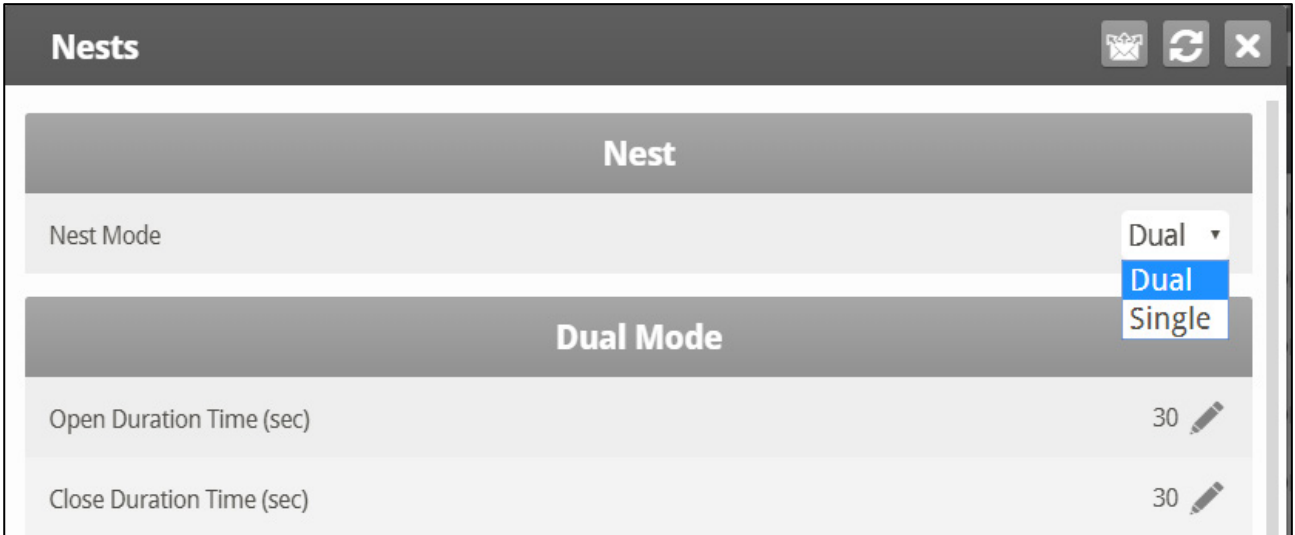 Nests
Nest
Nest Mode Dual
Dual
Single
Dual Mode
Open Duration Time (sec) 30
Close Duration Time (sec) 30